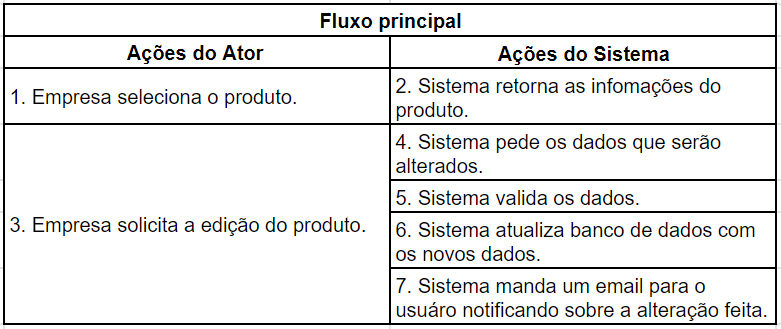 Fluxo principal
Ações do Ator
Ações do Sistema
1. Empresa seleciona o produto.
2. Sistema retorna as infomações do
produto.
3. Empresa solicita a edição do produto.
4. Sistema pede os dados que serão
alterados.
5. Sistema valida os dados.
6. Sistema atualiza banco de dados com
os novos dados.
7. Sistema manda um email para o
usuáro notificando sobre a alteração feita.